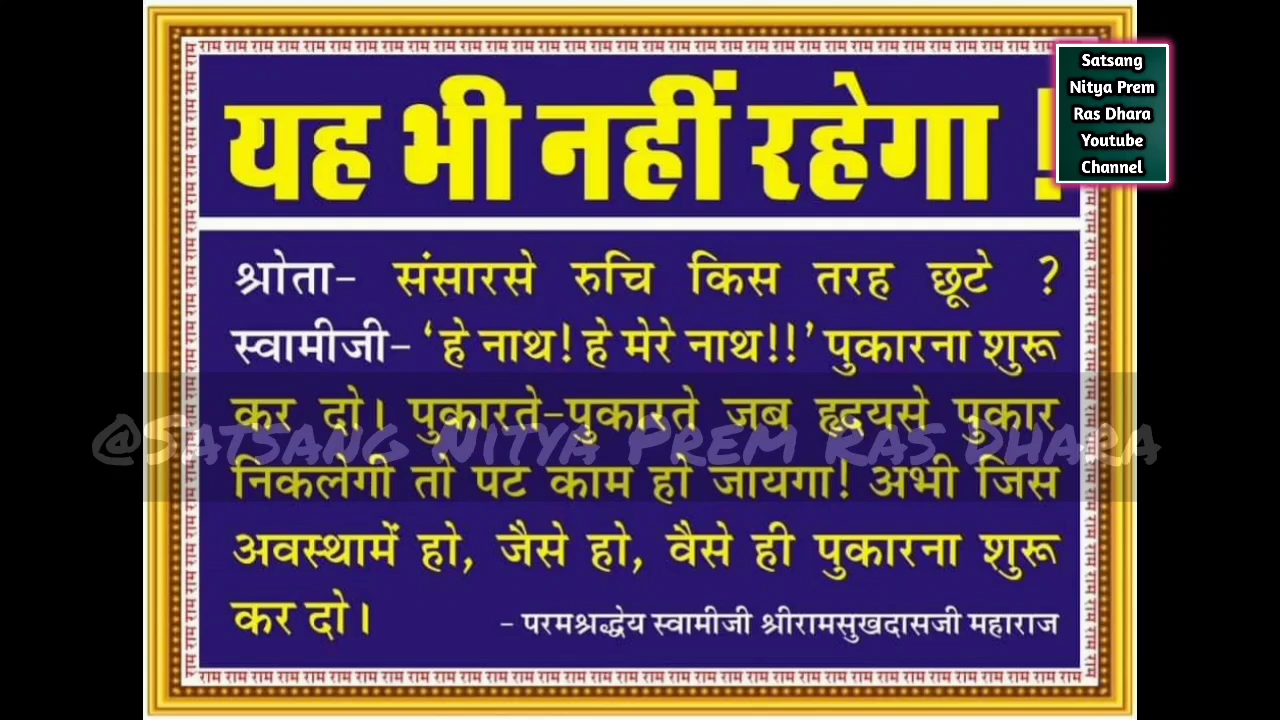 राम राम राम राम राम राम राम राम राम राम राम राम राम राम राम राम राम राम राम राम राम राम राम राम राम राम राम राम राम राम राम राम राम
Satsang
Nitya Prem
Ras Dhara
Youtube
Channel
यह भी नहीं रहेगा !
श्रोता- संसारसे रुचि किस तरह छूटे ?
स्वामीजी- ‘हे नाथ! हे मेरे नाथ!!’ पुकारना शुरू
कर दो। पुकारते-पुकारते जब हृदयसे पुकार
@Satsang Nitya Prem Ras Dhara
निकलेगी तो पट काम हो जायगा! अभी जिस
अवस्थामें हो, जैसे हो, वैसे ही पुकारना शुरू
कर दो।
- परमश्रद्धेय स्वामीजी श्रीरामसुखदासजी महाराज
राम राम राम राम राम राम राम राम राम राम राम राम राम राम राम राम राम राम राम राम राम राम राम राम राम राम राम राम राम राम राम राम राम राम